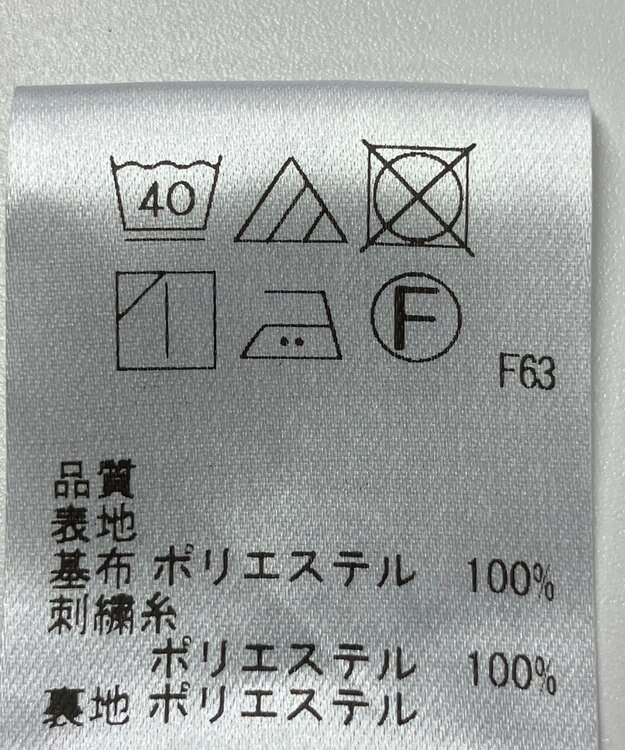 40
F
F63
品質
表地
基布 ポリエステル 100%
刺繍糸
ポリエステル 100%
裏地 ポリエステル